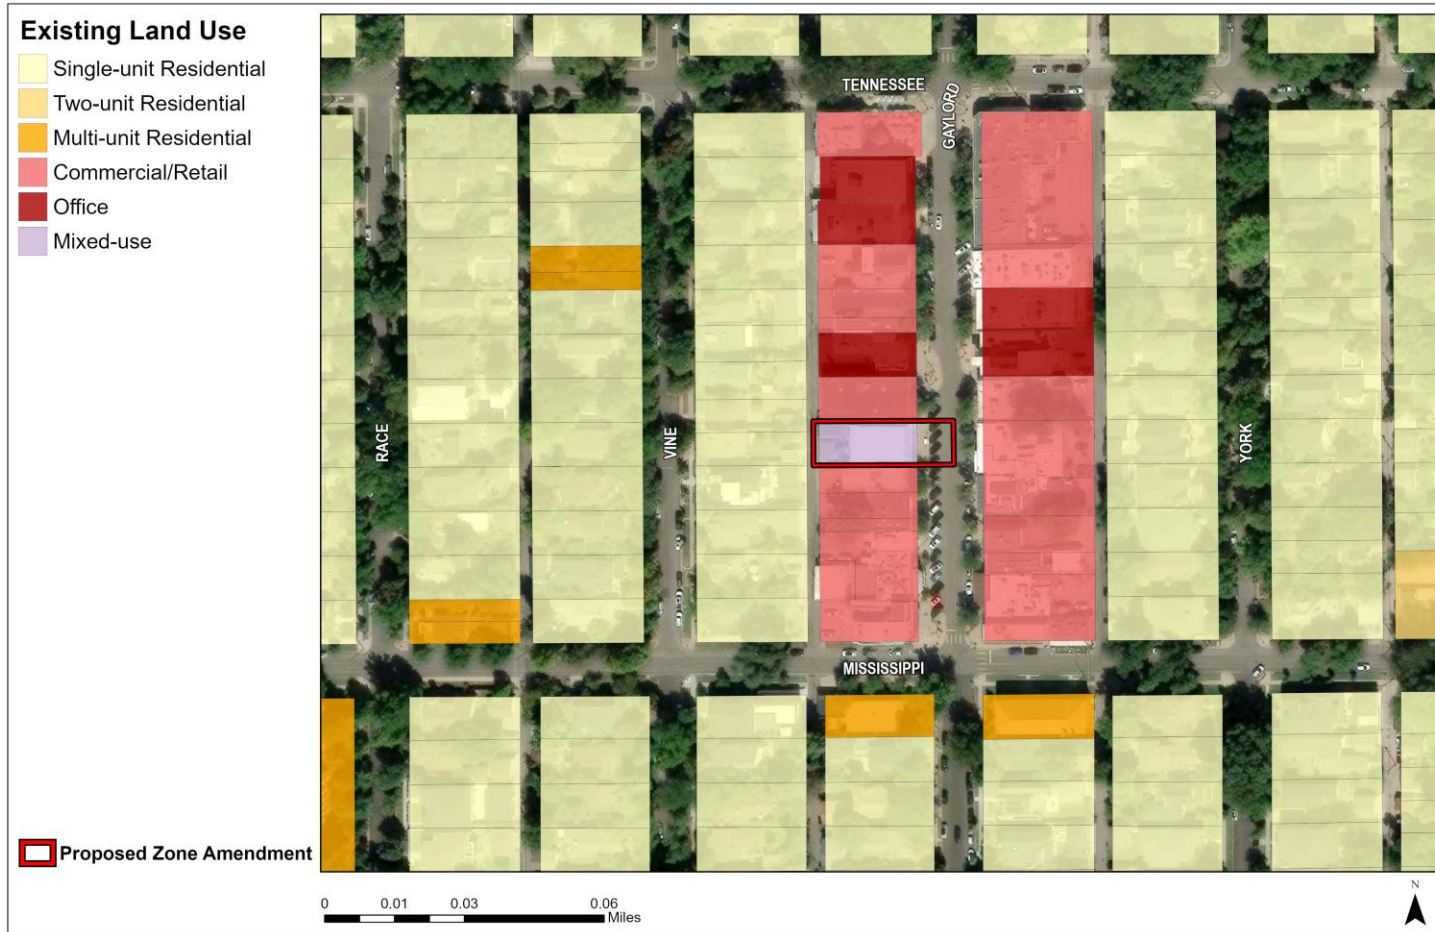 Existing Land Use
Single-unit Residential
Two-unit Residential
Multi-unit Residential
Commercial/Retail
Office
Mixed-use
TENNESSEE
GAYLORD
RACE
VINE
YORK
MISSISSIPPI
Proposed Zone Amendment
0 0.01 0.03 0.06
Miles
N